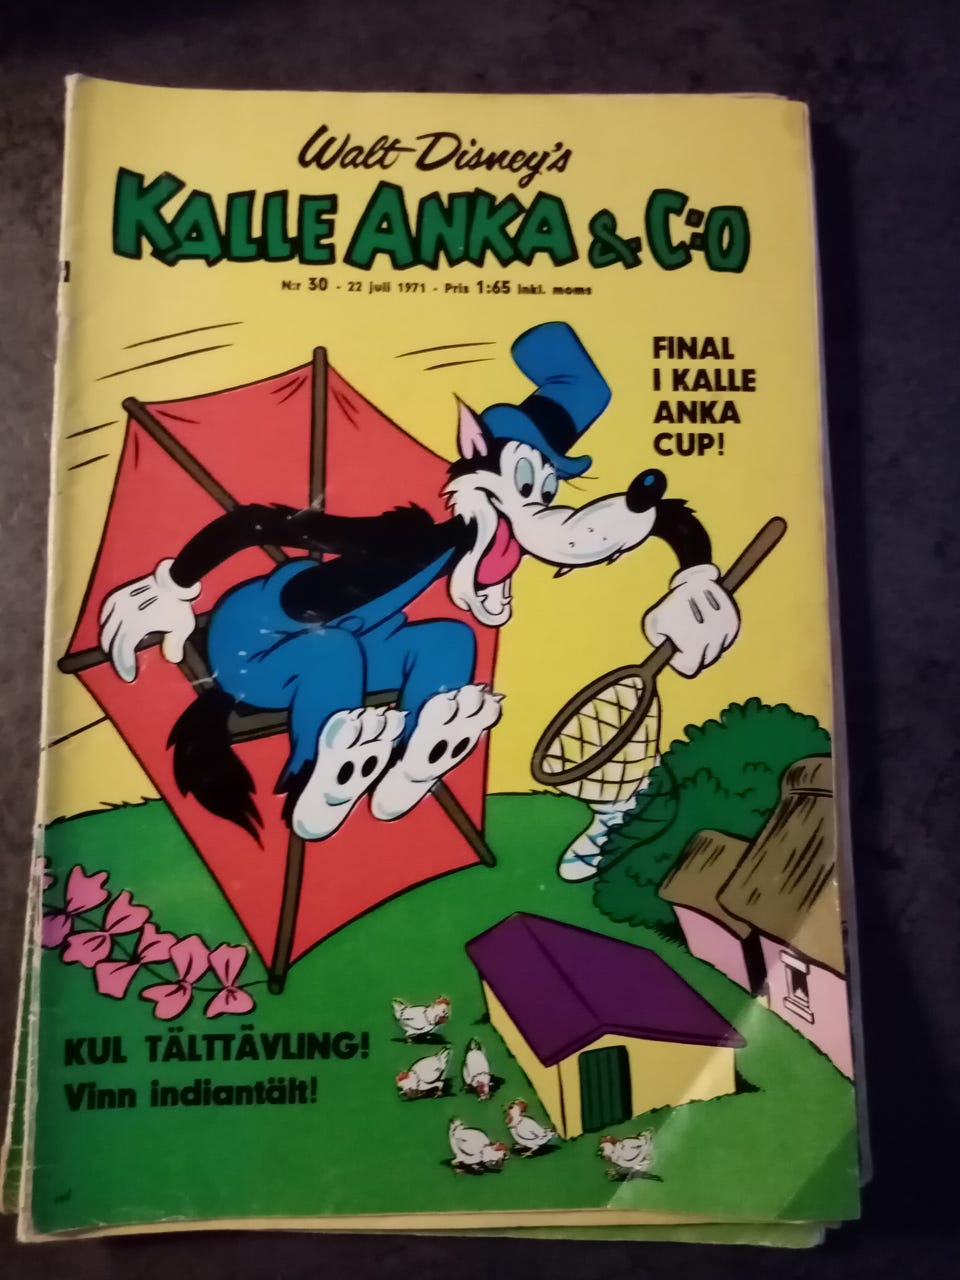 Walt Disney's
KALLE ANKA & C:O
N:r 30 - 22 juli 1971 - Pris 1:65 inkl. moms
FINAL
I KALLE
ANKA
CUP!
KUL TÄLTTÄVLING!
Vinn indiantält!